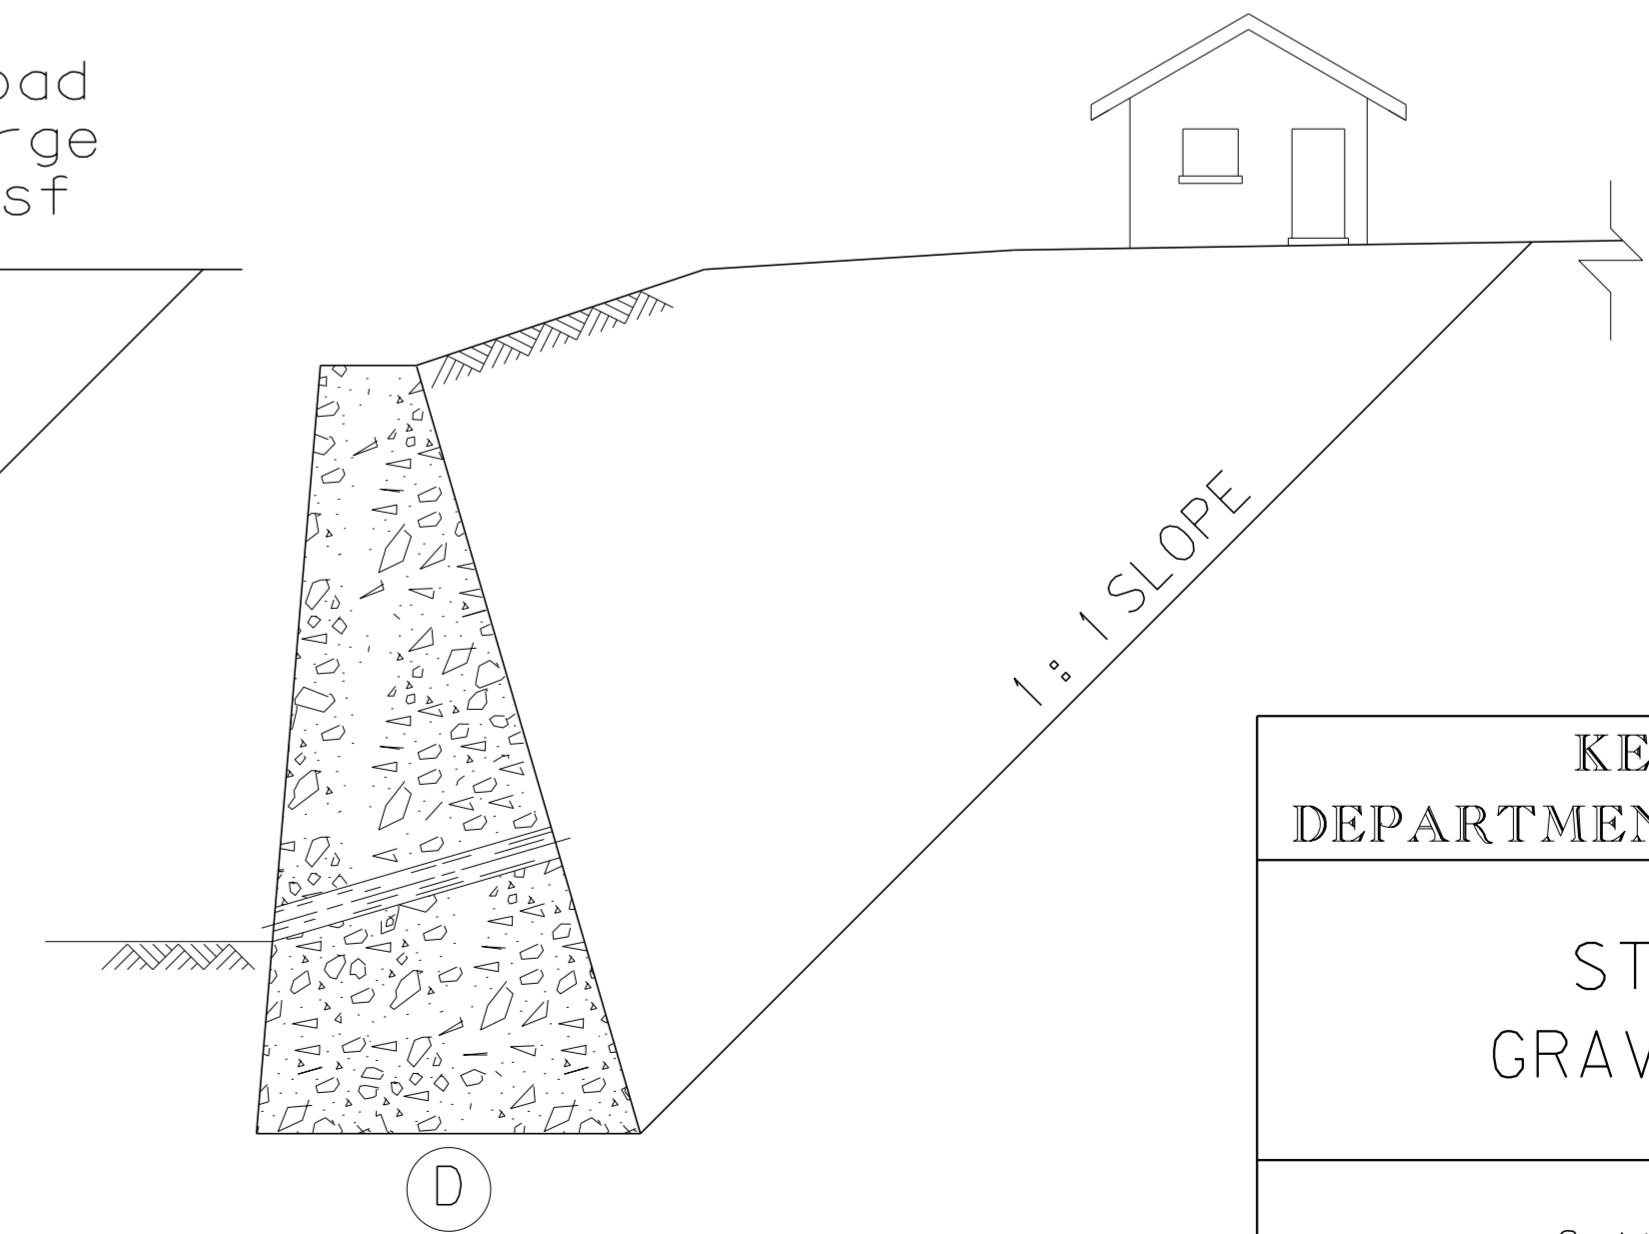 oad
rge
sf
1 : 1 SLOPE
KE
DEPARTMEN
ST
GRAV
D